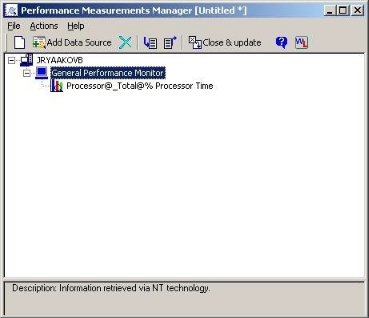 Performance Measurements Manager [Untitled *]
File Actions Help
Add Data Source Close & update
JRYAAKOVB
General Performance Monitor
Processor@_Total@% Processor Time
Description: Information retrieved via NT technology.